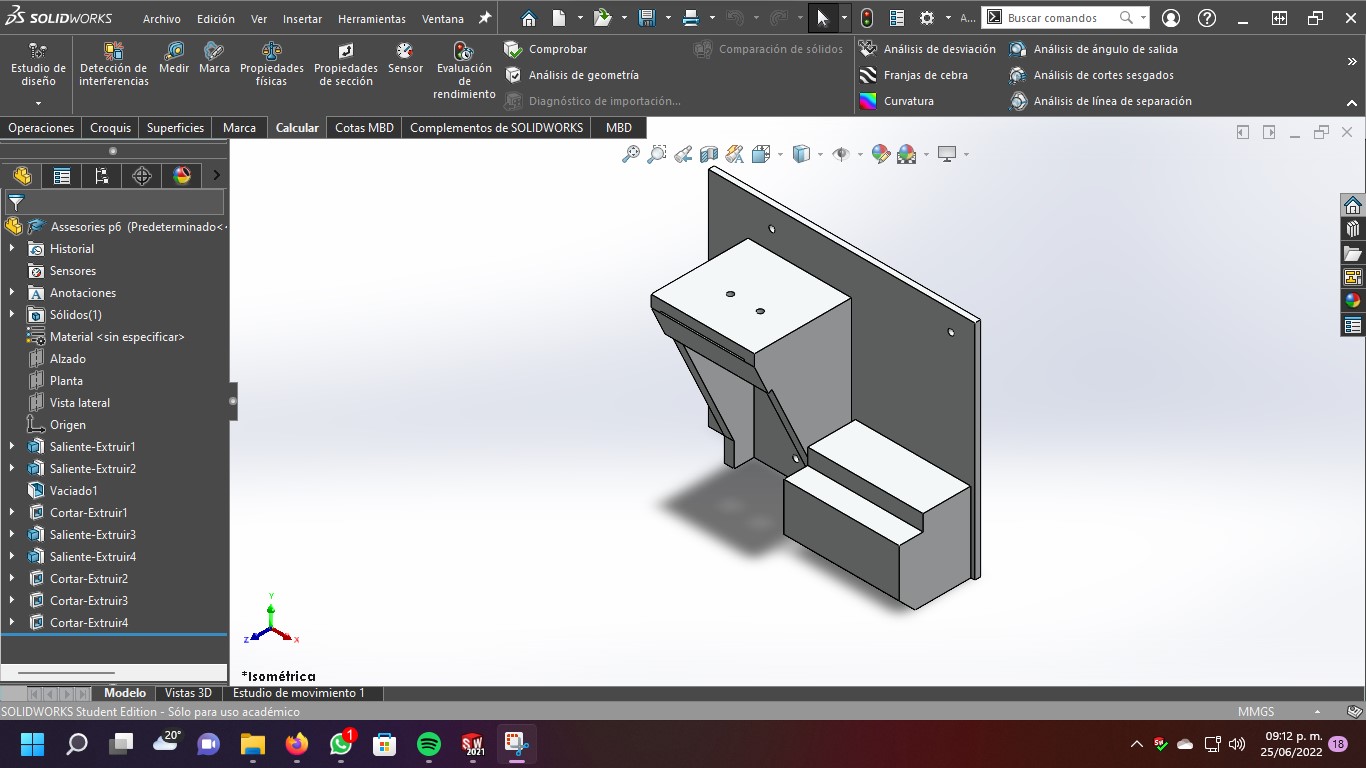 SOLIDWORKS Archivo Edición Ver Insertar Herramientas Ventana A... Buscar comandos
Estudio de diseño
Detección de interferencias
Medir
Marca
Propiedades físicas
Propiedades de sección
Sensor
Evaluación de rendimiento
Comprobar
Análisis de geometría
Diagnóstico de importación...
Comparación de sólidos
Análisis de desviación
Franjas de cebra
Curvatura
Análisis de ángulo de salida
Análisis de cortes sesgados
Análisis de línea de separación
Operaciones Croquis Superficies Marca Calcular Cotas MBD Complementos de SOLIDWORKS MBD
Assesories p6 (Predeterminado<
Historial
Sensores
Anotaciones
Sólidos(1)
Material <sin especificar>
Alzado
Planta
Vista lateral
Origen
Saliente-Extruir1
Saliente-Extruir2
Vaciado1
Cortar-Extruir1
Saliente-Extruir3
Saliente-Extruir4
Cortar-Extruir2
Cortar-Extruir3
Cortar-Extruir4
Y
Z X
*Isométrica
Modelo Vistas 3D Estudio de movimiento 1
SOLIDWORKS Student Edition - Sólo para uso académico MMGS
20° 1 SW 2021 09:12 p. m.
25/06/2022 18